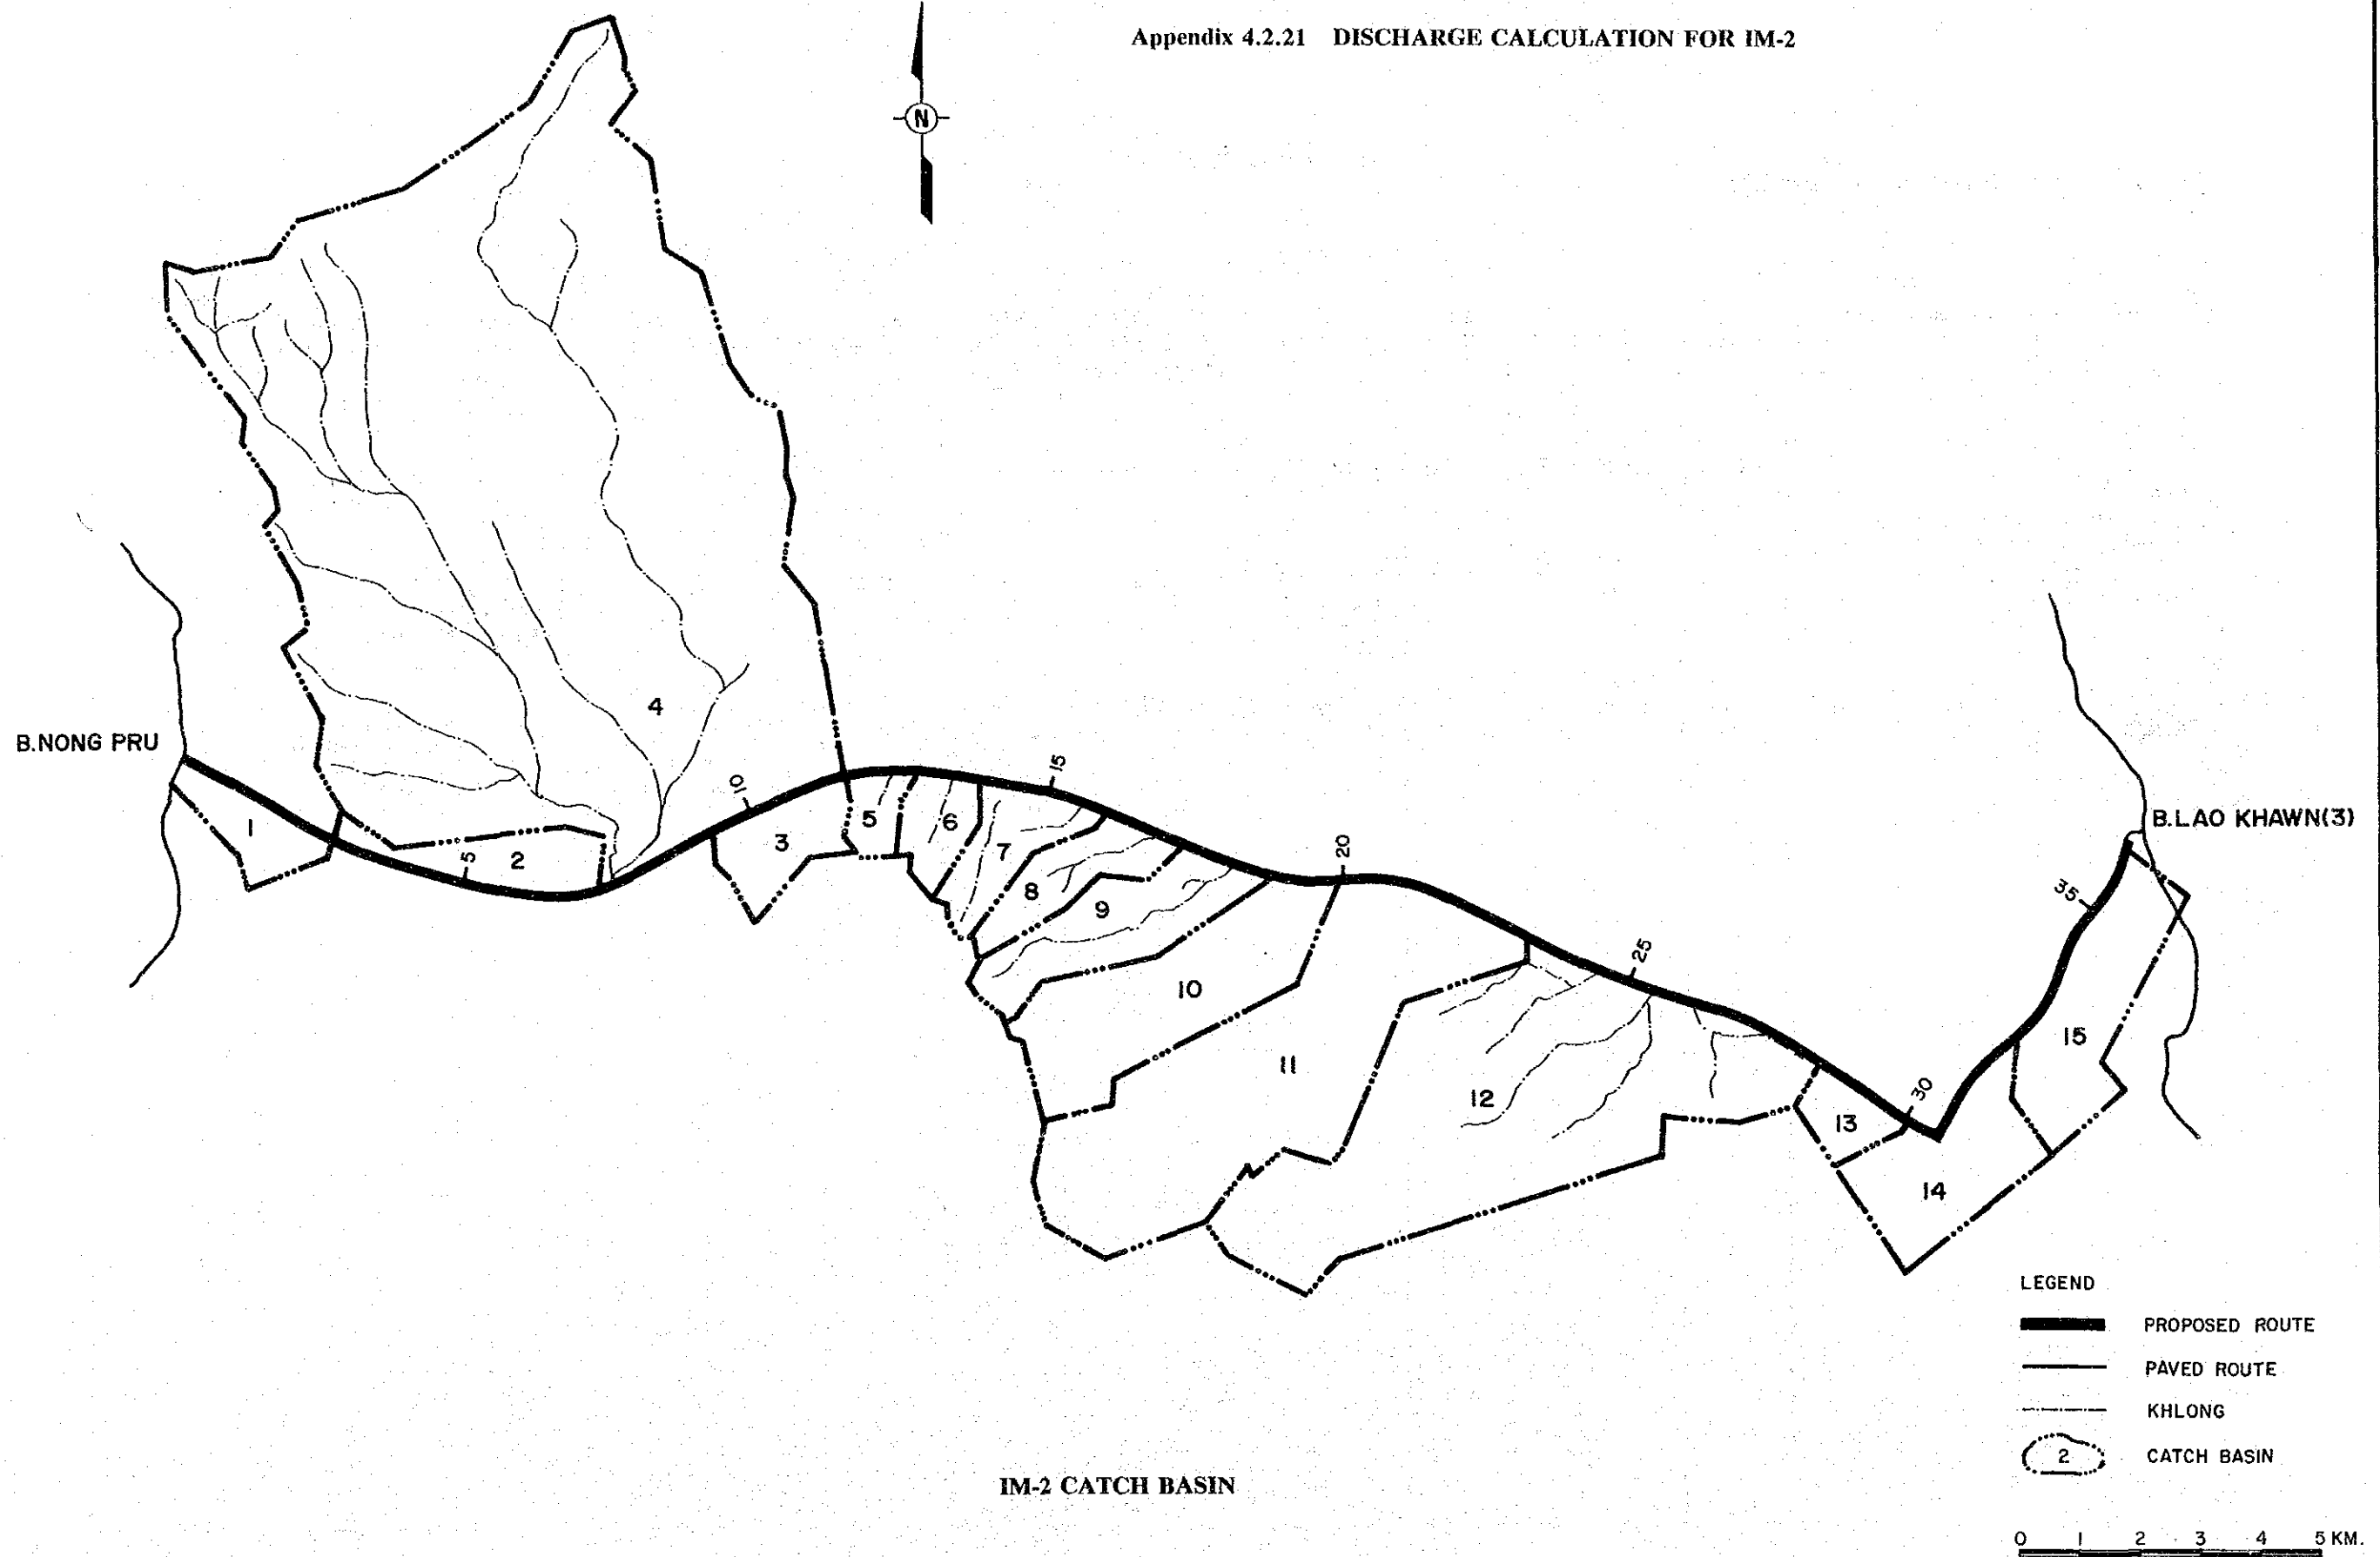 Appendix 4.2.21 DISCHARGE CALCULATION FOR IM-2
N
4
B.NONG PRU
1
5
2
10
3
5
6
7
15
8
9
10
20
11
12
25
13
30
14
15
35
B.LAO KHAWN(3)
LEGEND
PROPOSED ROUTE
PAVED ROUTE
KHLONG
2 CATCH BASIN
IM-2 CATCH BASIN
0 1 2 3 4 5 KM.